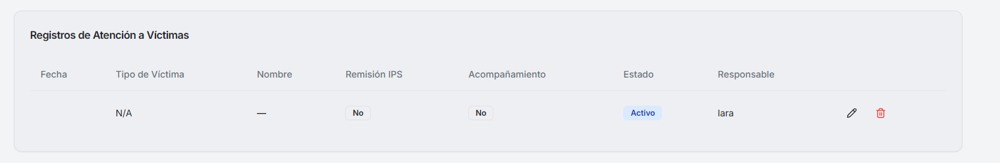 Registros de Atención a Víctimas
Fecha Tipo de Víctima Nombre Remisión IPS Acompañamiento Estado Responsable
N/A — No No Activo lara